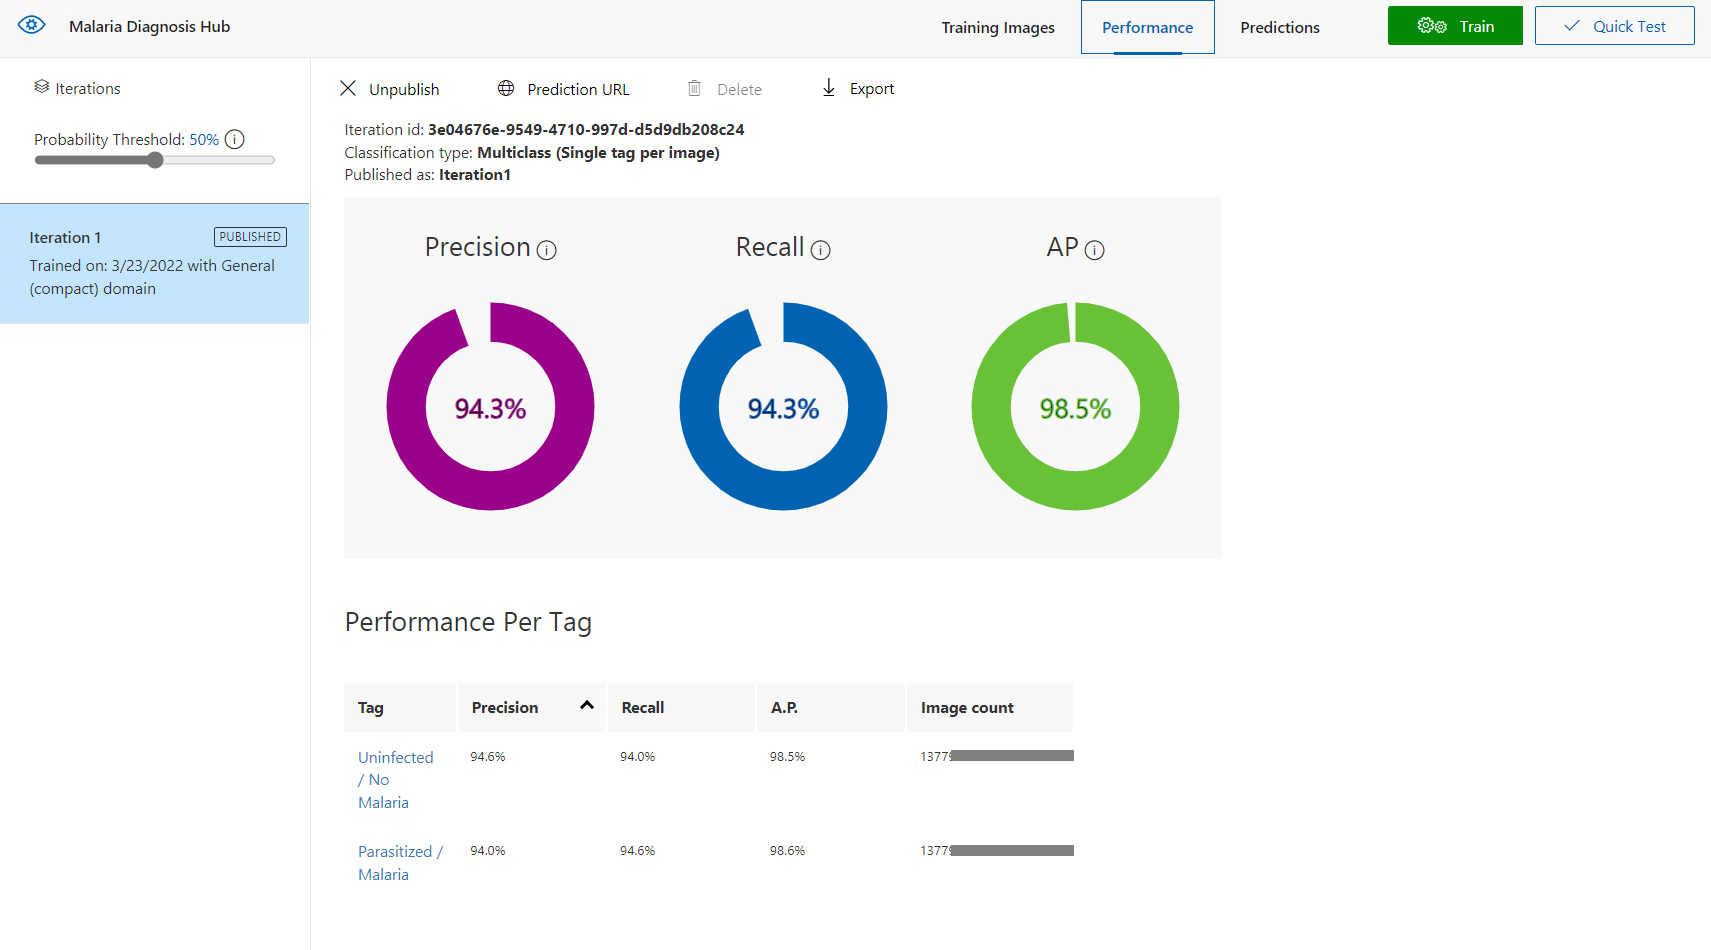 Malaria Diagnosis Hub
Training Images
Performance
Predictions
Train
Quick Test
Iterations
Probability Threshold: 50%
Iteration 1
PUBLISHED
Trained on: 3/23/2022 with General
(compact) domain
Unpublish
Prediction URL
Delete
Export
Iteration id: 3e04676e-9549-4710-997d-d5d9db208c24
Classification type: Multiclass (Single tag per image)
Published as: Iteration1
Precision
Recall
AP
94.3%
94.3%
98.5%
Performance Per Tag
Tag Precision Recall A.P. Image count
Uninfected 94.6% 94.0% 98.5% 13779
/ No
Malaria
Parasitized / 94.0% 94.6% 98.6% 13779
Malaria